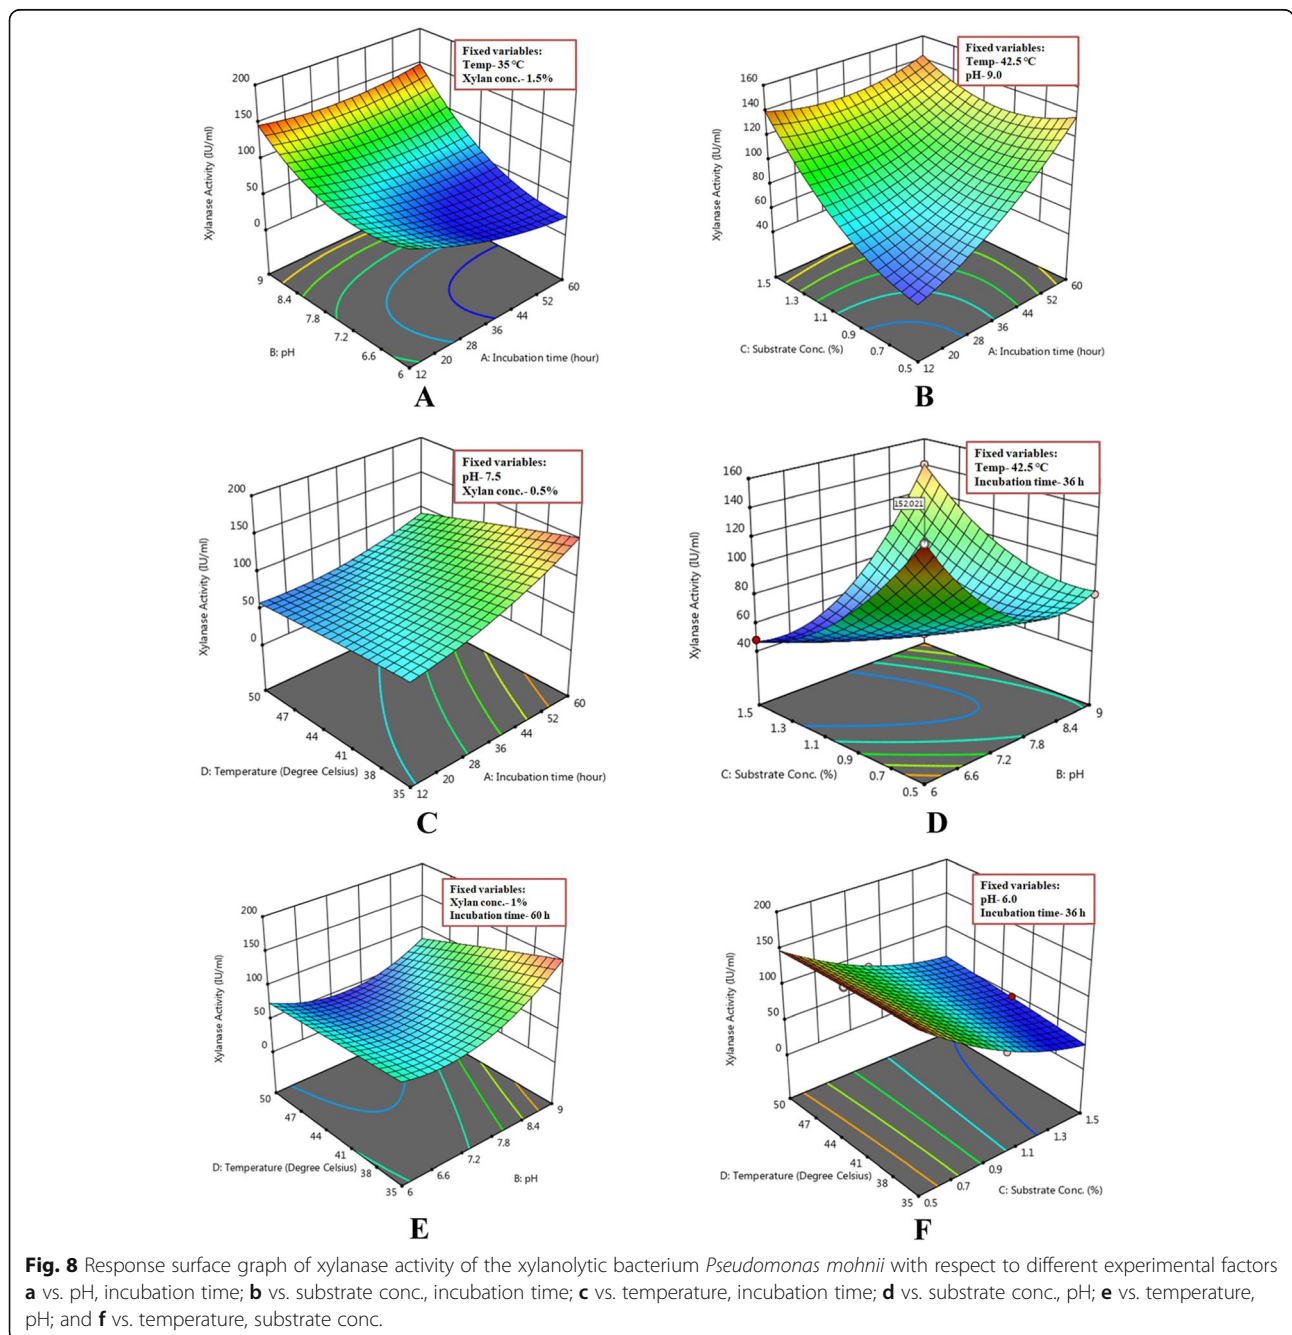 Fixed variables:
Temp- 35 °C
Xylan conc.- 1.5%
200
150
100
50
0
Xylanase Activity (IU/ml)
9
8.4
7.8
7.2
6.6
6
B: pH
12
20
28
36
44
52
60
A: Incubation time (hour)
A
Fixed variables:
Temp- 42.5 °C
pH- 9.0
160
140
120
100
80
60
40
Xylanase Activity (IU/ml)
1.5
1.3
1.1
0.9
0.7
0.5
C: Substrate Conc. (%)
12
20
28
36
44
52
60
A: Incubation time (hour)
B
Fixed variables:
pH- 7.5
Xylan conc.- 0.5%
200
150
100
50
0
Xylanase Activity (IU/ml)
50
47
44
41
38
35
D: Temperature (Degree Celsius)
12
20
28
36
44
52
60
A: Incubation time (hour)
C
Fixed variables:
Temp- 42.5 °C
Incubation time- 36 h
160
140
120
100
80
60
40
152.021
Xylanase Activity (IU/ml)
1.5
1.3
1.1
0.9
0.7
0.5
C: Substrate Conc. (%)
6
6.6
7.2
7.8
8.4
9
B: pH
D
Fixed variables:
Xylan conc.- 1%
Incubation time- 60 h
200
150
100
50
0
Xylanase Activity (IU/ml)
50
47
44
41
38
35
D: Temperature (Degree Celsius)
6
6.6
7.2
7.8
8.4
9
B: pH
E
Fixed variables:
pH- 6.0
Incubation time- 36 h
200
150
100
50
0
Xylanase Activity (IU/ml)
50
47
44
41
38
35
D: Temperature (Degree Celsius)
0.5
0.7
0.9
1.1
1.3
1.5
C: Substrate Conc. (%)
F
Fig. 8 Response surface graph of xylanase activity of the xylanolytic bacterium Pseudomonas mohnii with respect to different experimental factors
a vs. pH, incubation time; b vs. substrate conc., incubation time; c vs. temperature, incubation time; d vs. substrate conc., pH; e vs. temperature,
pH; and f vs. temperature, substrate conc.